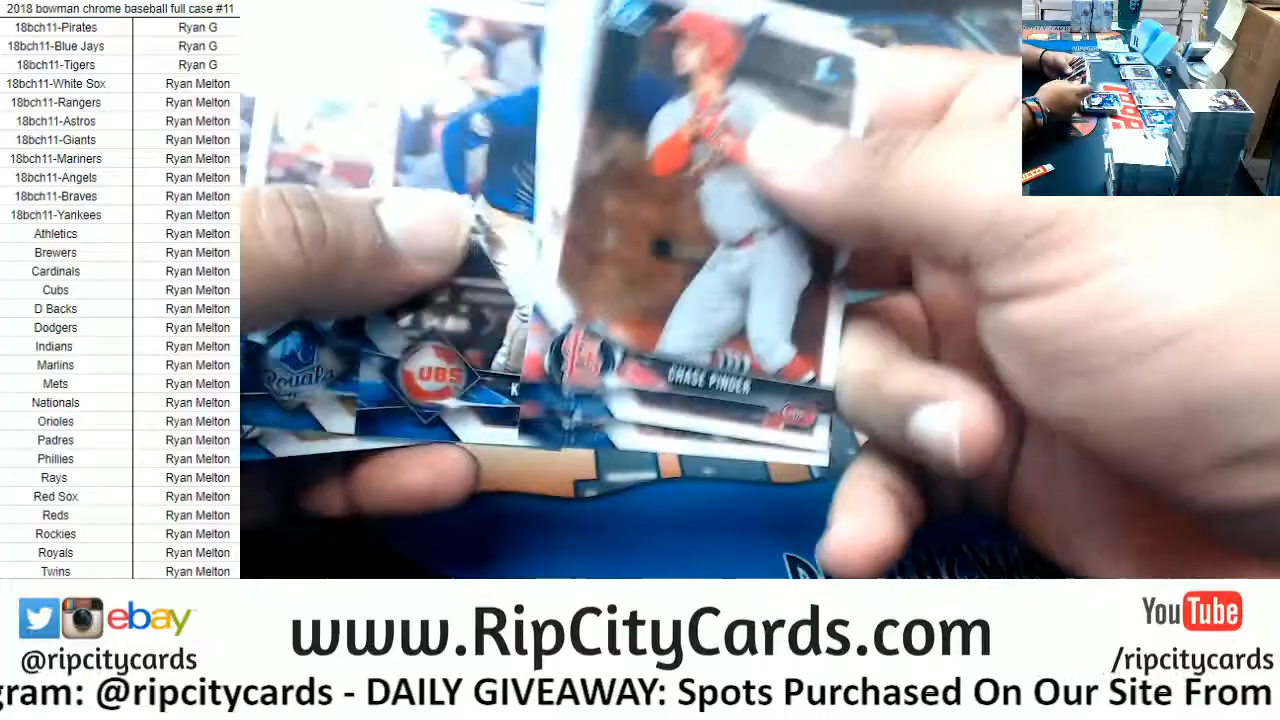 2018 bowman chrome baseball full case #11
18bch11-Pirates Ryan G
18bch11-Blue Jays Ryan G
18bch11-Tigers Ryan G
18bch11-White Sox Ryan Melton
18bch11-Rangers Ryan Melton
18bch11-Astros Ryan Melton
18bch11-Giants Ryan Melton
18bch11-Mariners Ryan Melton
18bch11-Angels Ryan Melton
18bch11-Braves Ryan Melton
18bch11-Yankees Ryan Melton
Athletics Ryan Melton
Brewers Ryan Melton
Cardinals Ryan Melton
Cubs Ryan Melton
D Backs Ryan Melton
Dodgers Ryan Melton
Indians Ryan Melton
Marlins Ryan Melton
Mets Ryan Melton
Nationals Ryan Melton
Orioles Ryan Melton
Padres Ryan Melton
Phillies Ryan Melton
Rays Ryan Melton
Red Sox Ryan Melton
Reds Ryan Melton
Rockies Ryan Melton
Royals Ryan Melton
Twins Ryan Melton
Royals
CUBS
K
CHASE PINDER
ebay
@ripcitycards
www.RipCityCards.com
YouTube
/ripcitycards
gram: @ripcitycards - DAILY GIVEAWAY: Spots Purchased On Our Site From